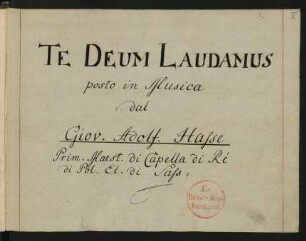 TE DEUM LAUDAMUS
posto in Musica
dal
Giov. Adolf. Hasse
Prim. Maest. di Capella di Rè
di Pol. El. di Sass: